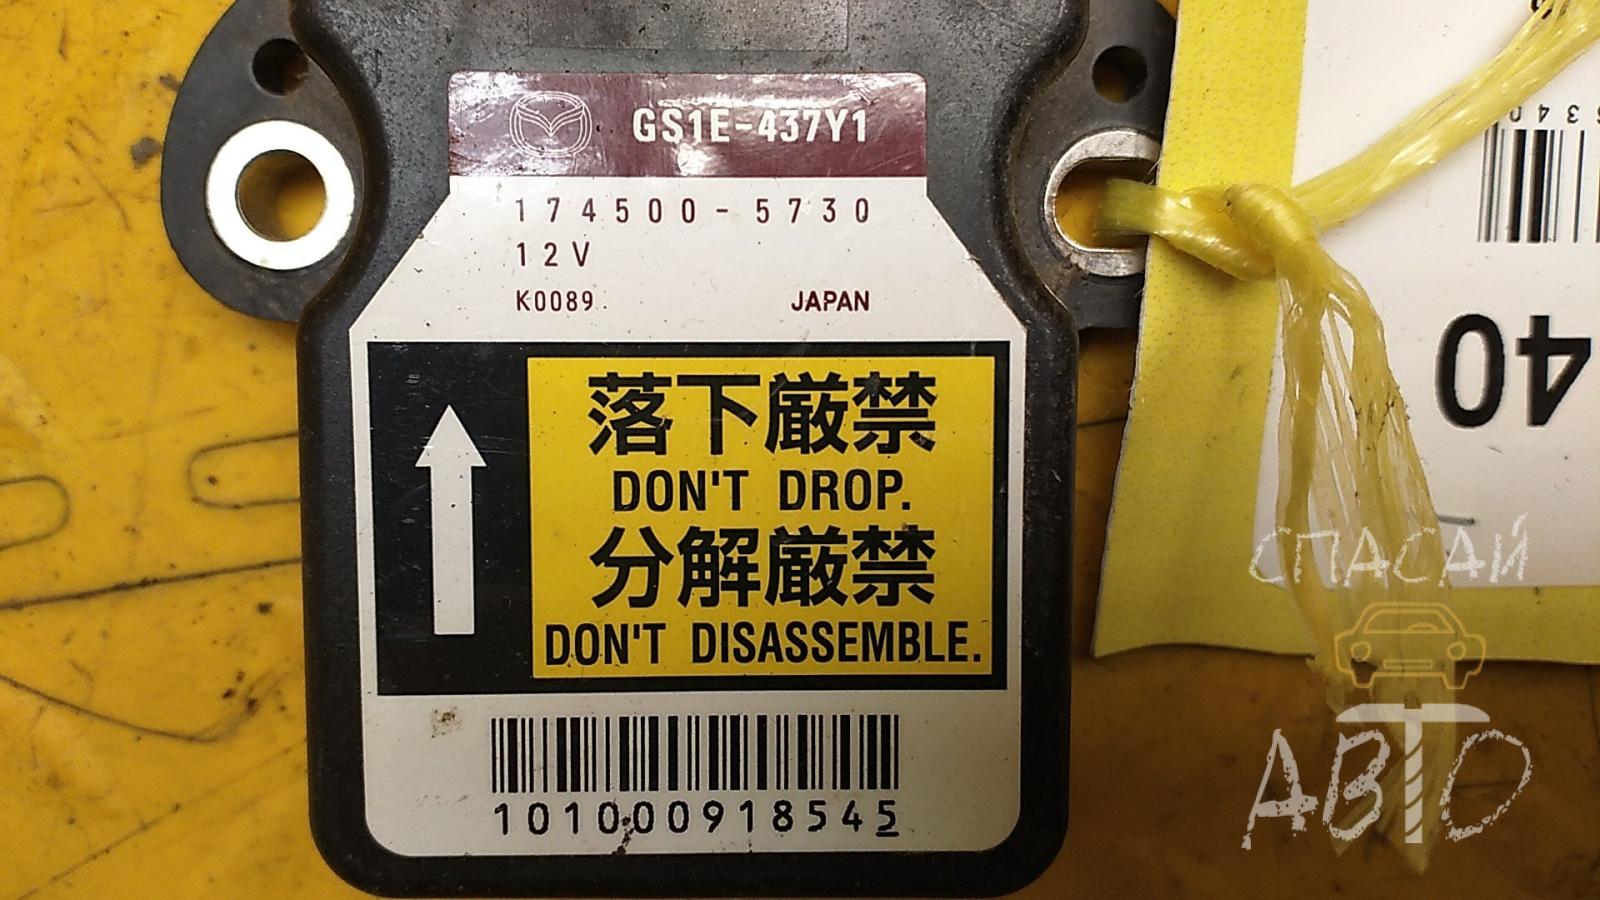 GS1E-437Y1
174500-5730
12V
K0089 JAPAN
落下厳禁
DON'T DROP.
分解厳禁
DON'T DISASSEMBLE.
101000918545
40
СПАСАЙ
АВТО